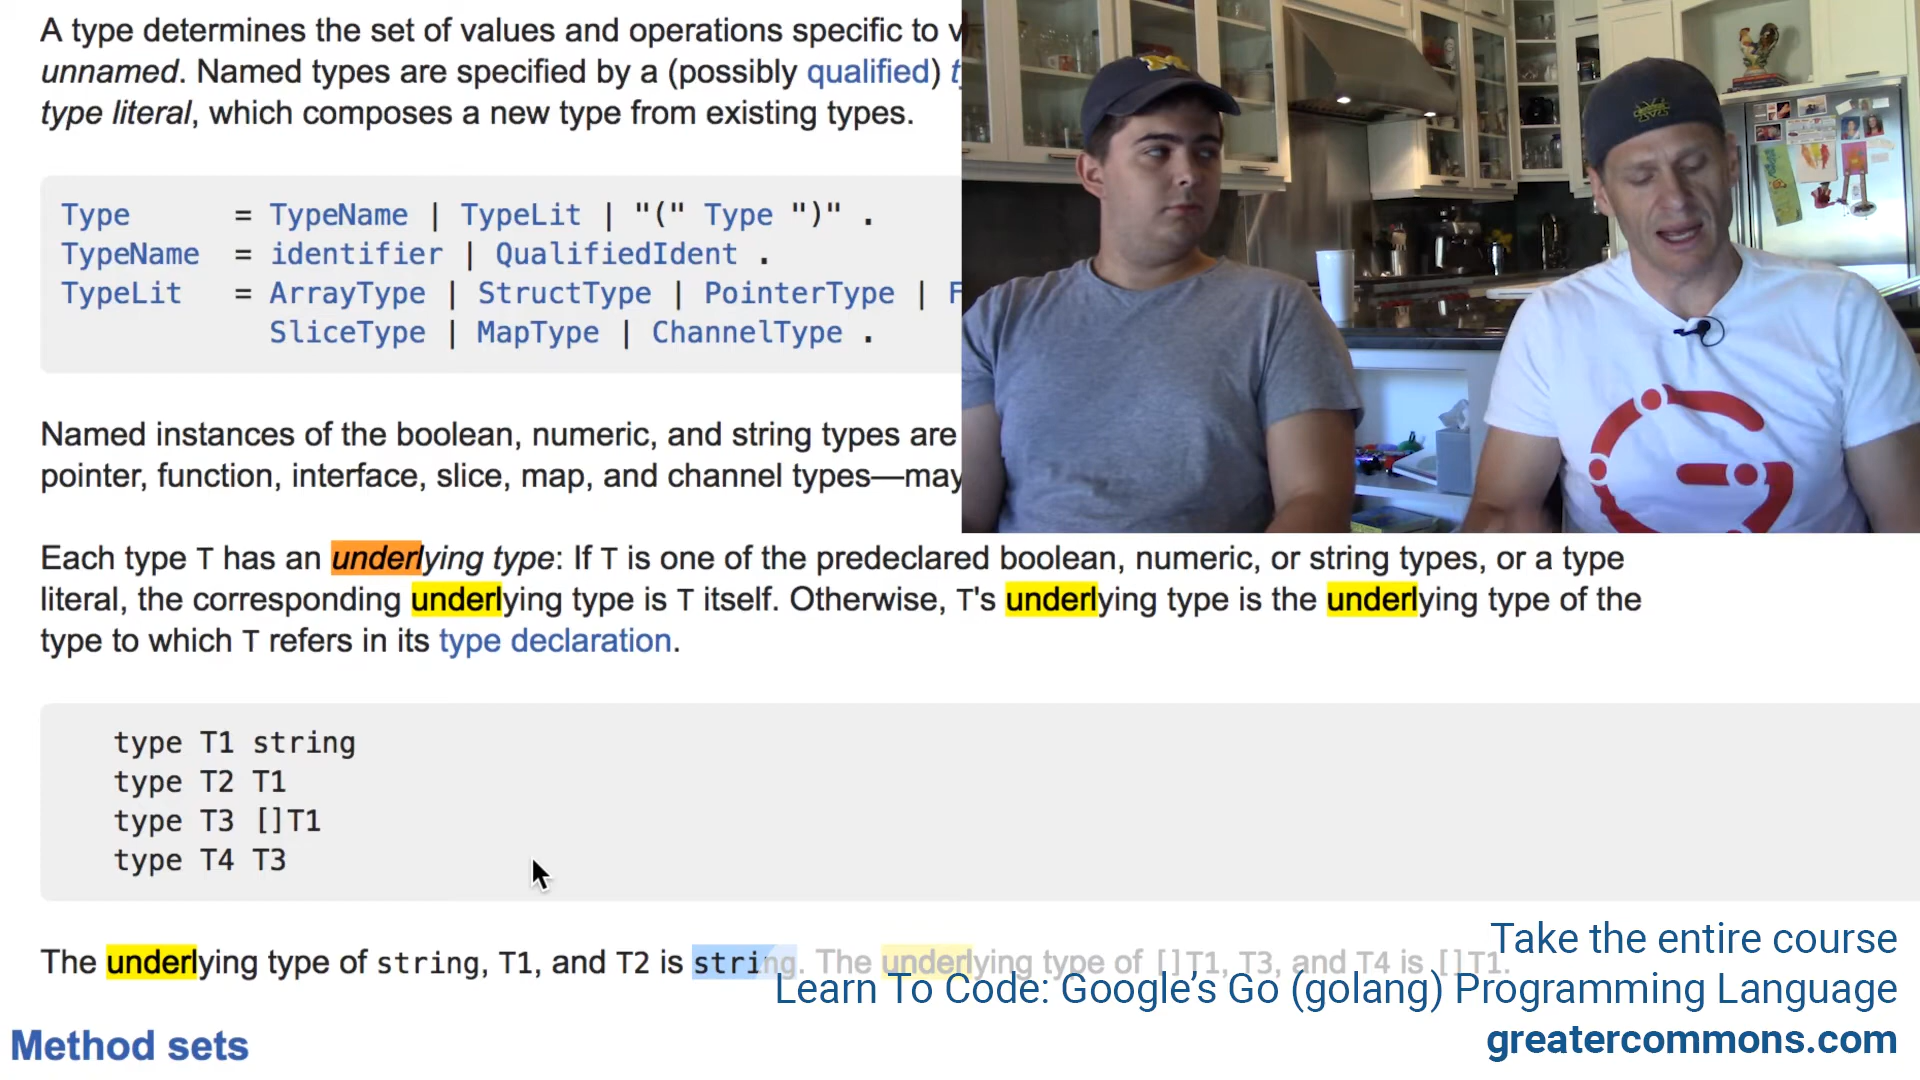 A type determines the set of values and operations specific to v
unnamed. Named types are specified by a (possibly qualified) t
type literal, which composes a new type from existing types.
Type = TypeName | TypeLit | "(" Type ")" .
TypeName = identifier | QualifiedIdent .
TypeLit = ArrayType | StructType | PointerType | F
SliceType | MapType | ChannelType .
Named instances of the boolean, numeric, and string types are
pointer, function, interface, slice, map, and channel types—may
Each type T has an underlying type: If T is one of the predeclared boolean, numeric, or string types, or a type
literal, the corresponding underlying type is T itself. Otherwise, T's underlying type is the underlying type of the
type to which T refers in its type declaration.
type T1 string
type T2 T1
type T3 []T1
type T4 T3
The underlying type of string, T1, and T2 is string. The underlying type of []T1, T3, and T4 is []T1.
Method sets
Take the entire course
Learn To Code: Google’s Go (golang) Programming Language
greatercommons.com